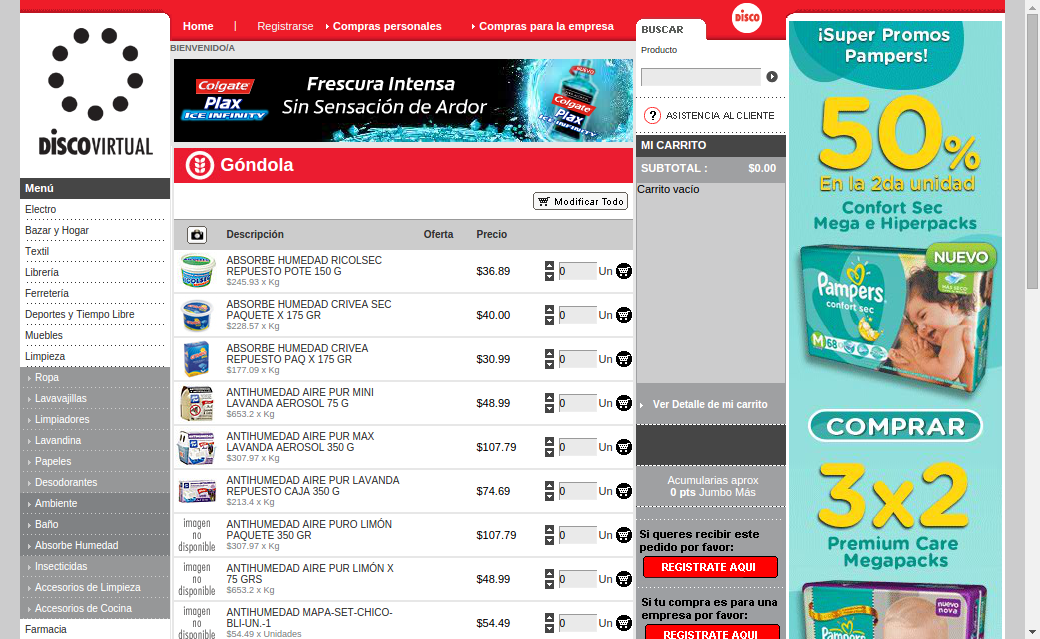 Home | Registrarse Compras personales Compras para la empresa
BIENVENIDO/A
DISCOVIRTUAL
Menú
Electro
Bazar y Hogar
Textil
Librería
Ferretería
Deportes y Tiempo Libre
Muebles
Limpieza
Ropa
Lavavajillas
Limpiadores
Lavandina
Papeles
Desodorantes
Ambiente
Baño
Absorbe Humedad
Insecticidas
Accesorios de Limpieza
Accesorios de Cocina
Farmacia
Colgate
Plax
ICE INFINITY
Frescura Intensa
Sin Sensación de Ardor
NUEVO
Colgate
Plax
ICE INFINITY
Góndola
Modificar Todo
Descripción Oferta Precio
ABSORBE HUMEDAD RICOLSEC
REPUESTO POTE 150 G
$245.93 x Kg
$36.89 0 Un
ABSORBE HUMEDAD CRIVEA SEC
PAQUETE X 175 GR
$228.57 x Kg
$40.00 0 Un
ABSORBE HUMEDAD CRIVEA
REPUESTO PAQ X 175 GR
$177.09 x Kg
$30.99 0 Un
ANTIHUMEDAD AIRE PUR MINI
LAVANDA AEROSOL 75 G
$653.2 x Kg
$48.99 0 Un
ANTIHUMEDAD AIRE PUR MAX
LAVANDA AEROSOL 350 G
$307.97 x Kg
$107.79 0 Un
ANTIHUMEDAD AIRE PUR LAVANDA
REPUESTO CAJA 350 G
$213.4 x Kg
$74.69 0 Un
imagen
no
disponible
ANTIHUMEDAD AIRE PURO LIMÓN
PAQUETE 350 GR
$307.97 x Kg
$107.79 0 Un
imagen
no
disponible
ANTIHUMEDAD AIRE PUR LIMÓN X
75 GRS
$653.2 x Kg
$48.99 0 Un
imagen
no
disponible
ANTIHUMEDAD MAPA-SET-CHICO-
BLI-UN.-1
$54.49 x Unidades
$54.49 0 Un
DISCO
BUSCAR
Producto
? ASISTENCIA AL CLIENTE
MI CARRITO
SUBTOTAL : $0.00
Carrito vacío
Ver Detalle de mi carrito
Acumularias aprox
0 pts Jumbo Más
Si queres recibir este
pedido por favor:
REGISTRATE AQUI
Si tu compra es para una
empresa por favor:
REGISTRATE AQUI
¡Super Promos
Pampers!
50%
En la 2da unidad
Confort Sec
Mega e Hiperpacks
NUEVO
MÁS SECO
Pampers
confort sec
M 68
COMPRAR
3x2
Premium Care
Megapacks
nuevo
nova
Pampers